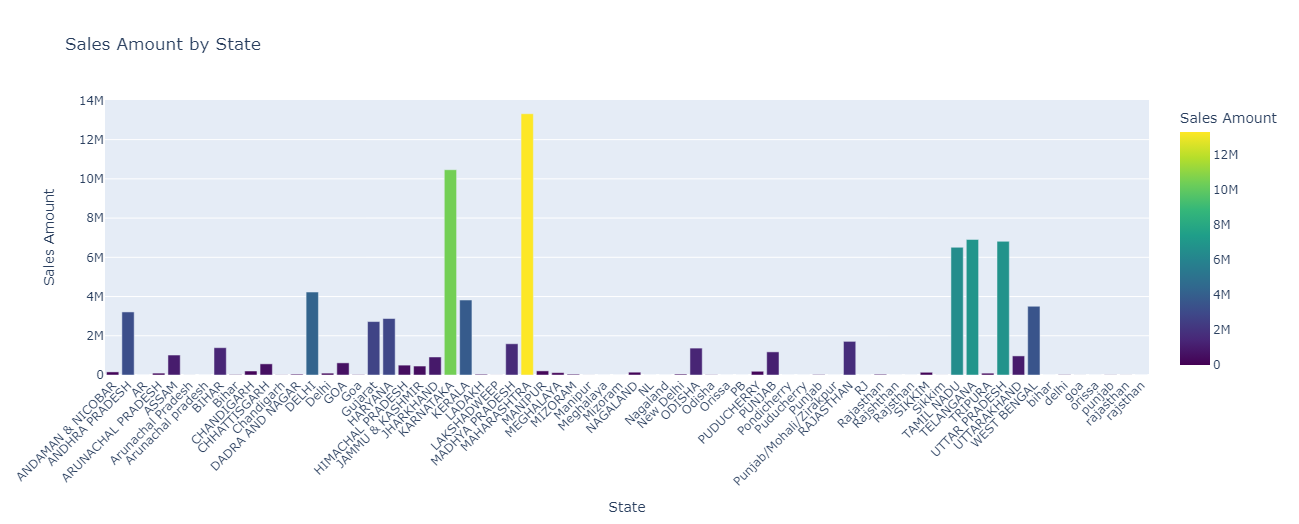 Sales Amount by State
Sales Amount
14M
12M
10M
8M
6M
4M
2M
0
ANDAMAN & NICOBAR
ANDHRA PRADESH
AR
ARUNACHAL PRADESH
ASSAM
Arunachal Pradesh
Arunachal pradesh
BIHAR
Bihar
CHANDIGARH
CHHATTISGARH
Chandigarh
DADRA AND NAGAR
DELHI
Delhi
GOA
Goa
Gujarat
HARYANA
HIMACHAL PRADESH
JAMMU & KASHMIR
JHARKHAND
KARNATAKA
KERALA
LADAKH
LAKSHADWEEP
MADHYA PRADESH
MAHARASHTRA
MANIPUR
MEGHALAYA
MIZORAM
Manipur
Meghalaya
Mizoram
NAGALAND
NL
Nagaland
New Delhi
ODISHA
Odisha
Orissa
PB
PUDUCHERRY
PUNJAB
Pondicherry
Puducherry
Punjab
Punjab/Mohali/Zirakpur
RAJASTHAN
RJ
Rajasthan
Rajshthan
Rajsthan
SIKKIM
Sikkim
TAMIL NADU
TELANGANA
TRIPURA
UTTAR PRADESH
UTTARAKHAND
WEST BENGAL
bihar
delhi
goa
orissa
punjab
rajasthan
rajsthan
State
Sales Amount
12M
10M
8M
6M
4M
2M
0